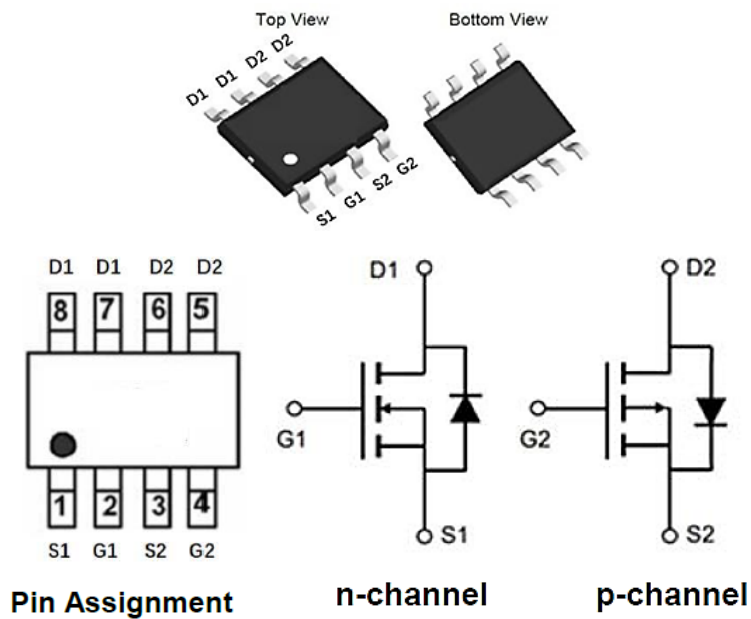 Top View Bottom View
D1 D1 D2 D2
S1 G1 S2 G2
D1 D1 D2 D2
8 7 6 5
1 2 3 4
S1 G1 S2 G2
Pin Assignment
D1
G1
S1
n-channel
D2
G2
S2
p-channel